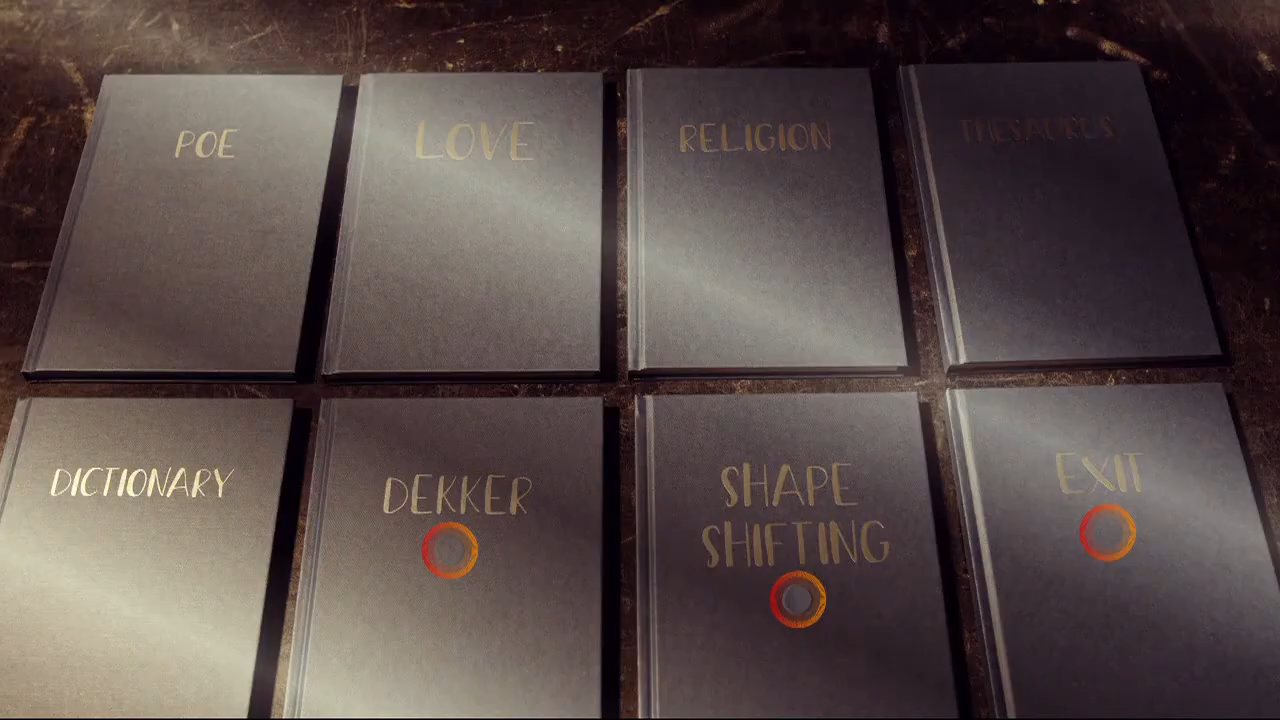 POE
LOVE
RELIGION
THESAURUS
DICTIONARY
DEKKER
SHAPE
SHIFTING
EXIT